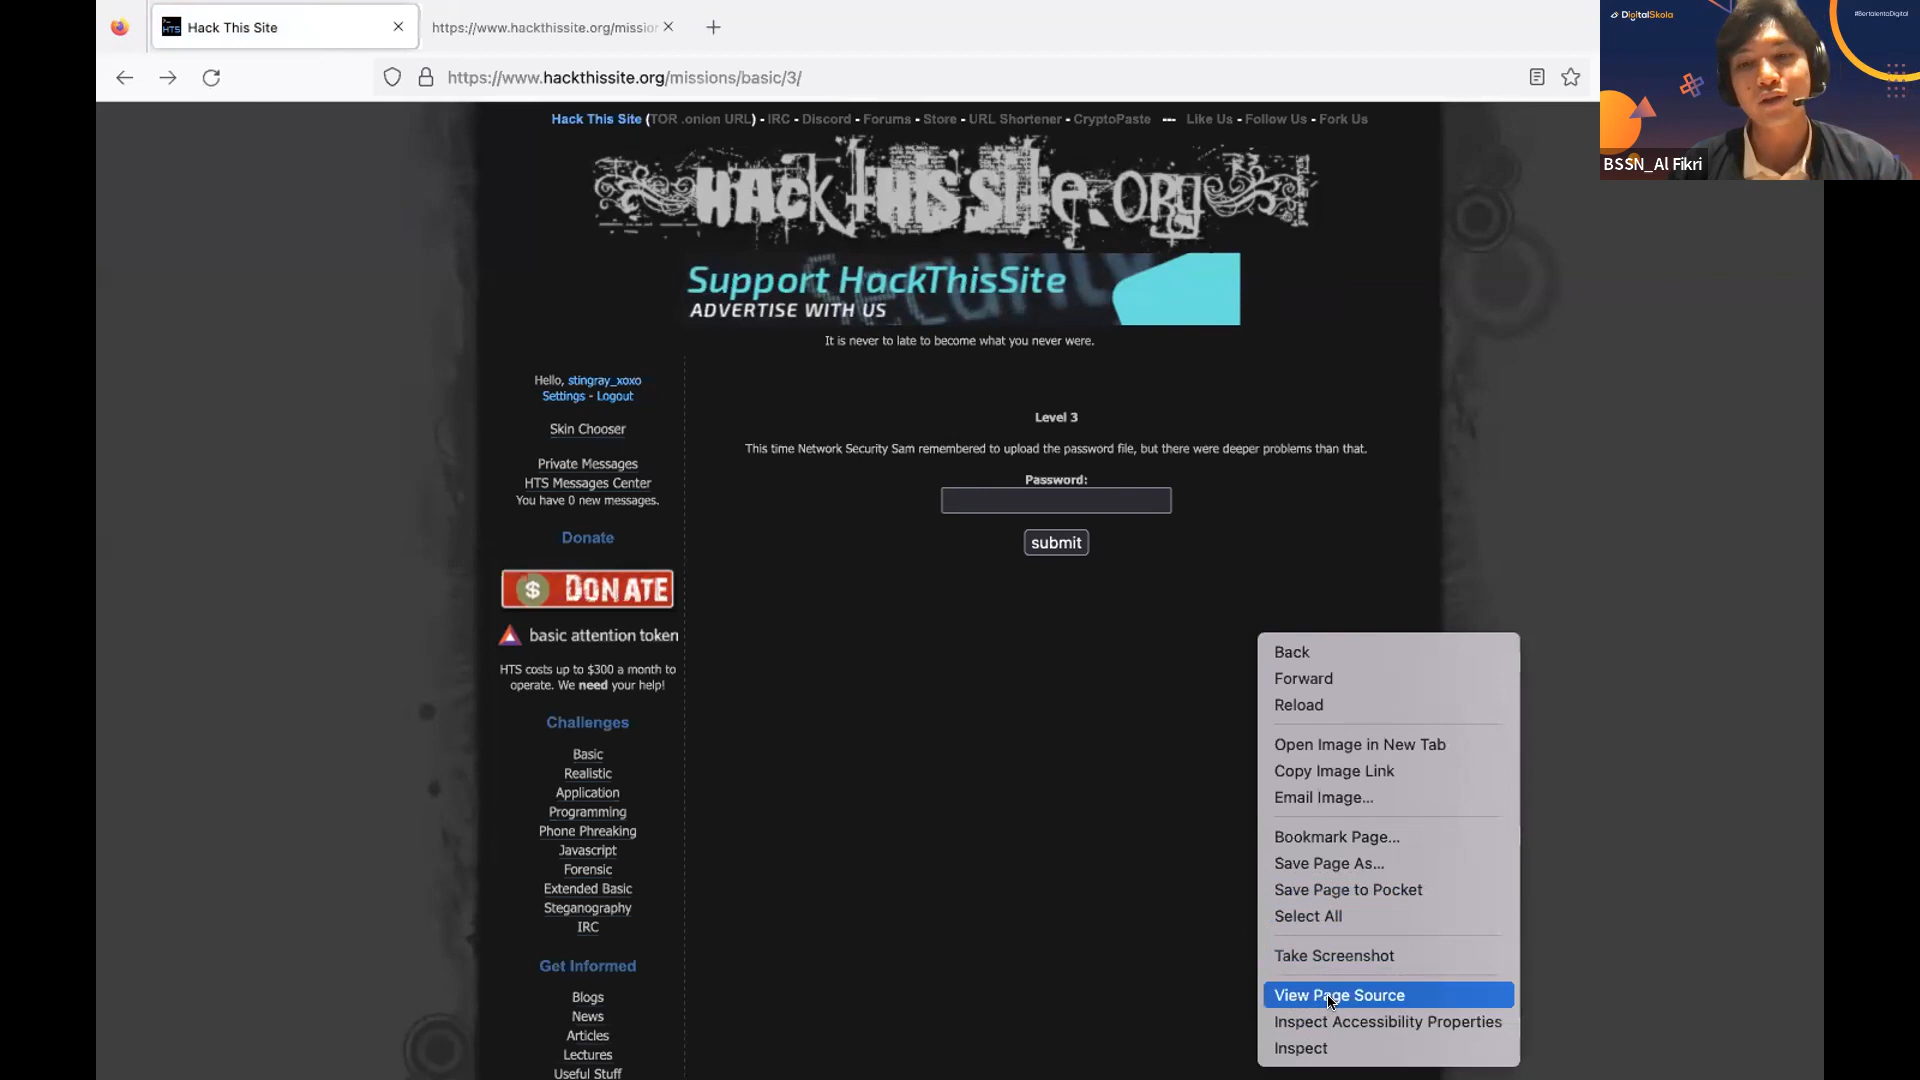 Hack This Site
https://www.hackthissite.org/missio
DigitalSkola
#BertalentaDigital
https://www.hackthissite.org/missions/basic/3/
BSSN_Al Fikri
Hack This Site (TOR .onion URL) - IRC - Discord - Forums - Store - URL Shortener - CryptoPaste --- Like Us - Follow Us - Fork Us
HACK THIS SITE.ORG
Support HackThisSite
ADVERTISE WITH US
It is never to late to become what you never were.
Hello, stingray_xoxo
Settings - Logout
Skin Chooser
Private Messages
HTS Messages Center
You have 0 new messages.
Donate
$ DONATE
basic attention token
HTS costs up to $300 a month to
operate. We need your help!
Challenges
Basic
Realistic
Application
Programming
Phone Phreaking
Javascript
Forensic
Extended Basic
Steganography
IRC
Get Informed
Blogs
News
Articles
Lectures
Useful Stuff
Level 3
This time Network Security Sam remembered to upload the password file, but there were deeper problems than that.
Password:
submit
Back
Forward
Reload
Open Image in New Tab
Copy Image Link
Email Image...
Bookmark Page...
Save Page As...
Save Page to Pocket
Select All
Take Screenshot
View Page Source
Inspect Accessibility Properties
Inspect